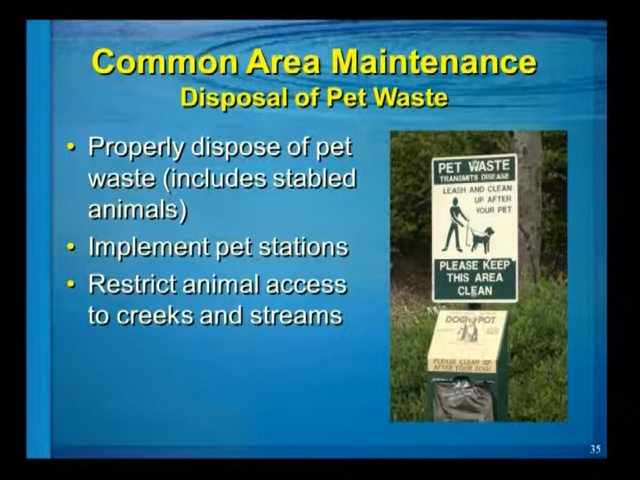 Common Area Maintenance
Disposal of Pet Waste
• Properly dispose of pet
waste (includes stabled
animals)
• Implement pet stations
• Restrict animal access
to creeks and streams
PET WASTE
TRANSMITS DISEASE
LEASH AND CLEAN
UP AFTER
YOUR PET
PLEASE KEEP
THIS AREA
CLEAN
DOGIPOT
PLEASE CLEAN UP
AFTER YOUR DOG!
35